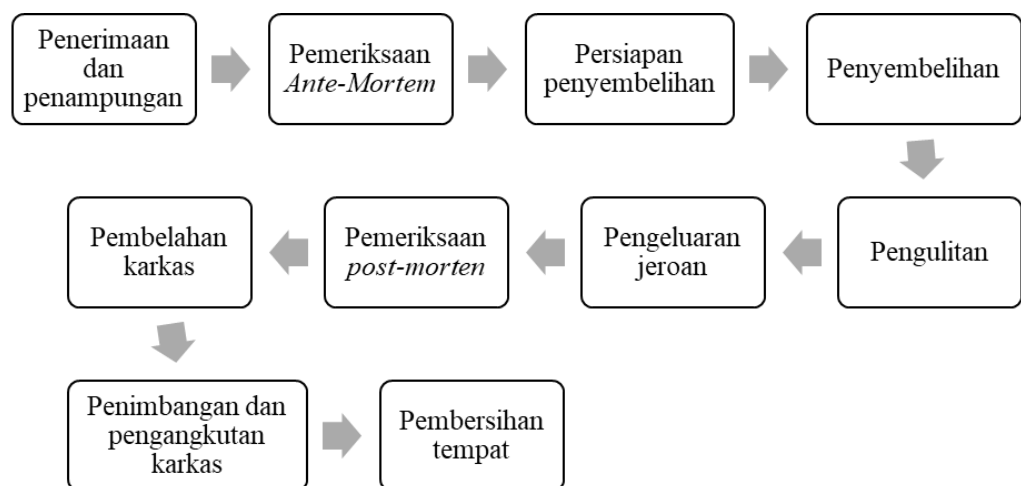 Penerimaan
dan
penampungan
Pemeriksaan
Ante-Mortem
Persiapan
penyembelihan
Penyembelihan
Pengulitan
Pengeluaran
jeroan
Pemeriksaan
post-morten
Pembelahan
karkas
Penimbangan dan
pengangkutan
karkas
Pembersihan
tempat